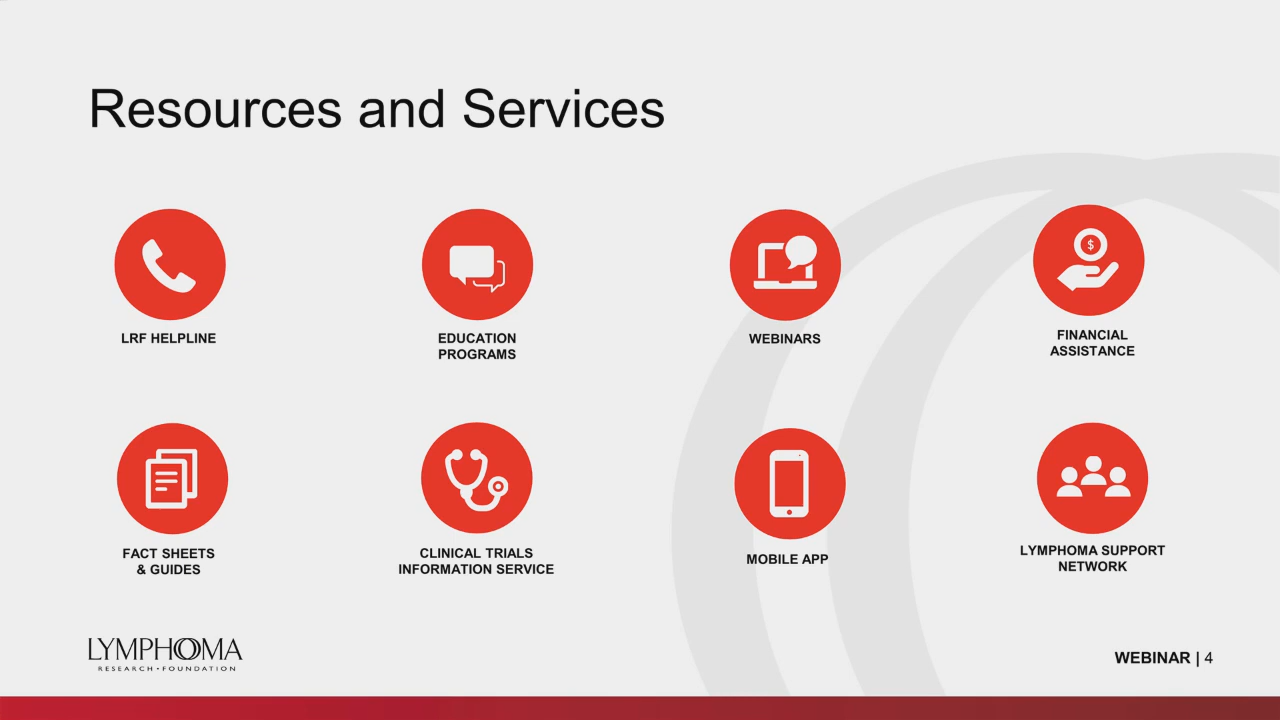 Resources and Services
$
LRF HELPLINE
EDUCATION
PROGRAMS
WEBINARS
FINANCIAL
ASSISTANCE
FACT SHEETS
& GUIDES
CLINICAL TRIALS
INFORMATION SERVICE
MOBILE APP
LYMPHOMA SUPPORT
NETWORK
LYMPHOMA
RESEARCH • FOUNDATION
WEBINAR | 4